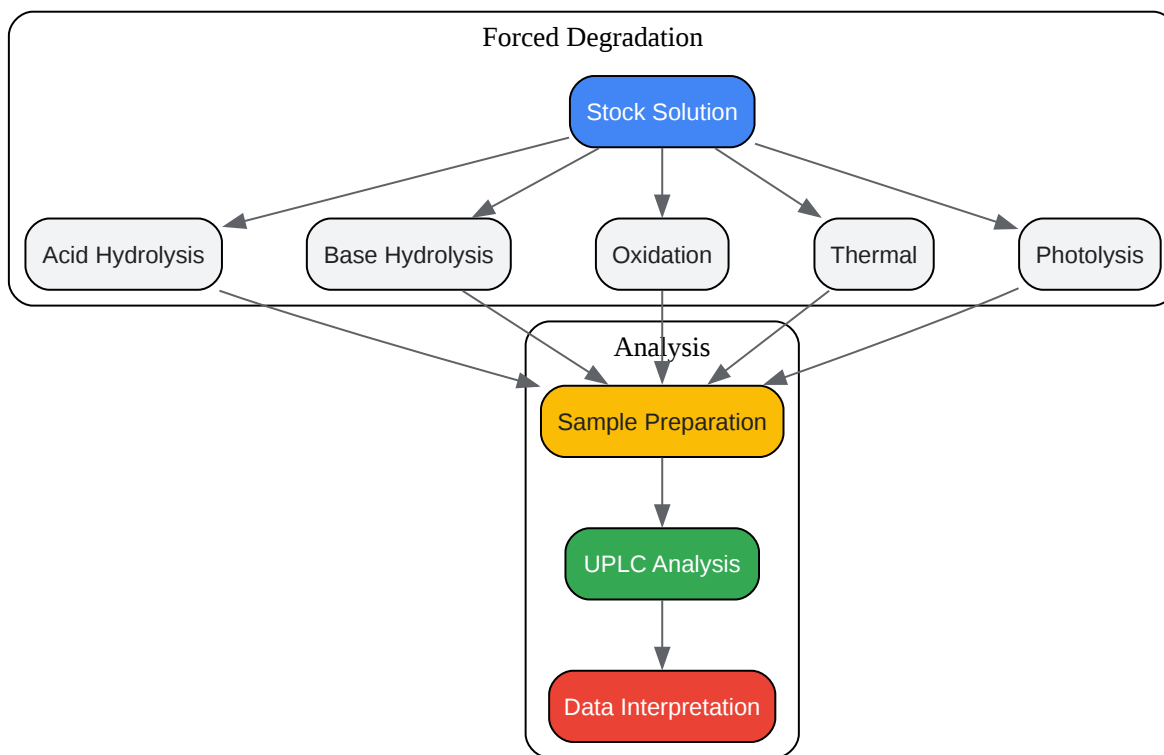 Forced Degradation
Stock Solution
Acid Hydrolysis
Base Hydrolysis
Oxidation
Thermal
Photolysis
Analysis
Sample Preparation
UPLC Analysis
Data Interpretation